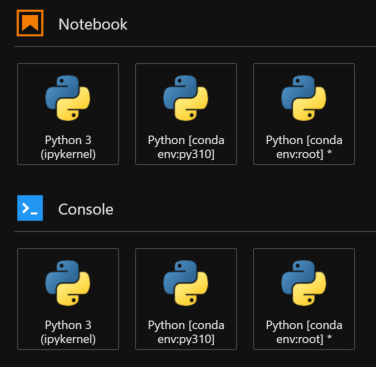 Notebook
Python 3
(ipykernel)
Python [conda
env:py310]
Python [conda
env:root] *
Console
Python 3
(ipykernel)
Python [conda
env:py310]
Python [conda
env:root] *